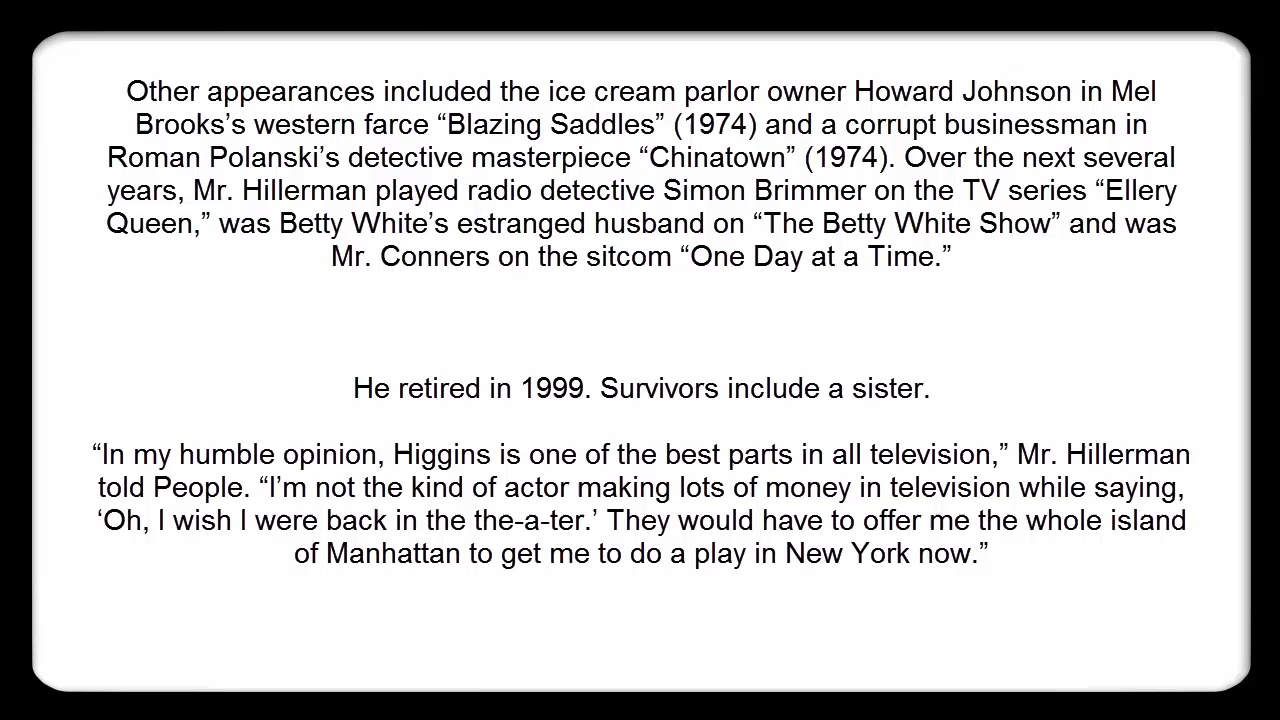 Other appearances included the ice cream parlor owner Howard Johnson in Mel
Brooks’s western farce “Blazing Saddles” (1974) and a corrupt businessman in
Roman Polanski’s detective masterpiece “Chinatown” (1974). Over the next several
years, Mr. Hillerman played radio detective Simon Brimmer on the TV series “Ellery
Queen,” was Betty White’s estranged husband on “The Betty White Show” and was
Mr. Conners on the sitcom “One Day at a Time.”
He retired in 1999. Survivors include a sister.
“In my humble opinion, Higgins is one of the best parts in all television,” Mr. Hillerman
told People. “I’m not the kind of actor making lots of money in television while saying,
‘Oh, I wish I were back in the the-a-ter.’ They would have to offer me the whole island
of Manhattan to get me to do a play in New York now.”